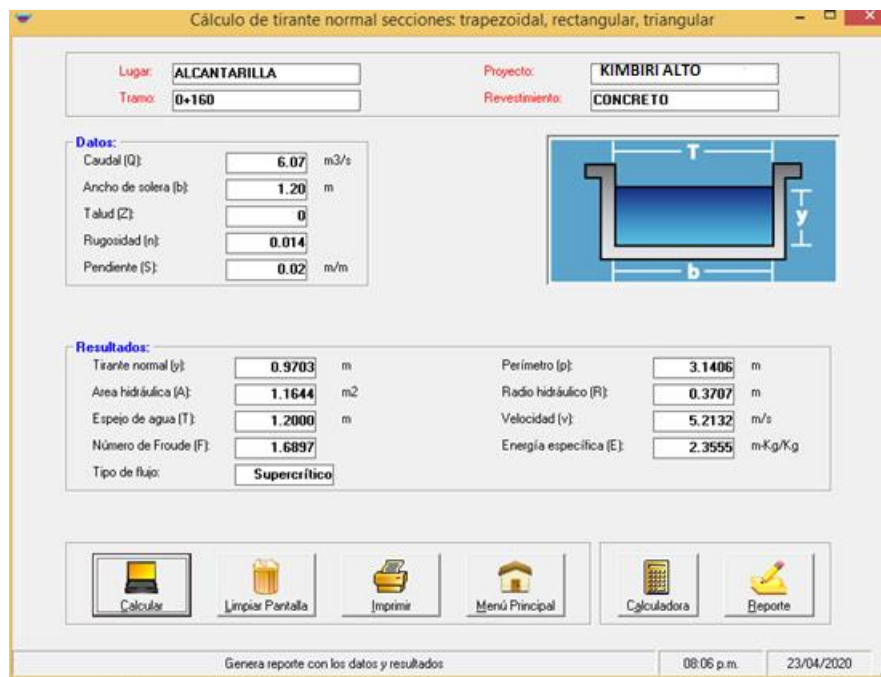 Cálculo de tirante normal secciones: trapezoidal, rectangular, triangular
Lugar: ALCANTARILLA Proyecto: KIMBIRI ALTO
Tramo: 0+160 Revestimiento: CONCRETO
Datos:
Caudal (Q): 6.07 m3/s
Ancho de solera (b): 1.20 m
Talud (Z): 0
Rugosidad (n): 0.014
Pendiente (S): 0.02 m/m
T
y
b
Resultados:
Tirante normal (y): 0.9703 m Perímetro (p): 3.1406 m
Area hidráulica (A): 1.1644 m2 Radio hidráulico (R): 0.3707 m
Espejo de agua (T): 1.2000 m Velocidad (v): 5.2132 m/s
Número de Froude (F): 1.6897 Energía específica (E): 2.3555 m-Kg/Kg
Tipo de flujo: Supercrítico
Calcular Limpiar Pantalla Imprimir Menú Principal Calculadora Reporte
Genera reporte con los datos y resultados 08:06 p.m. 23/04/2020